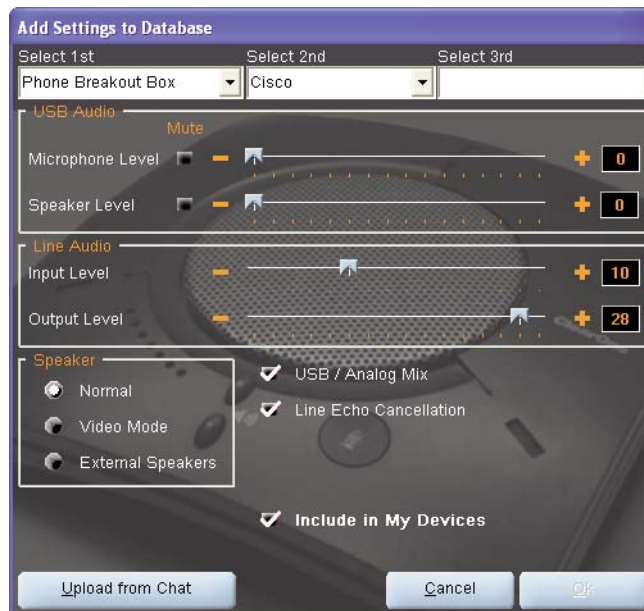 Add Settings to Database
Select 1st Select 2nd Select 3rd
Phone Breakout Box Cisco
USB Audio
Mute
Microphone Level 0
Speaker Level 0
Line Audio
Input Level 10
Output Level 28
Speaker
Normal
Video Mode
External Speakers
USB / Analog Mix
Line Echo Cancellation
Include in My Devices
Upload from Chat Cancel Ok